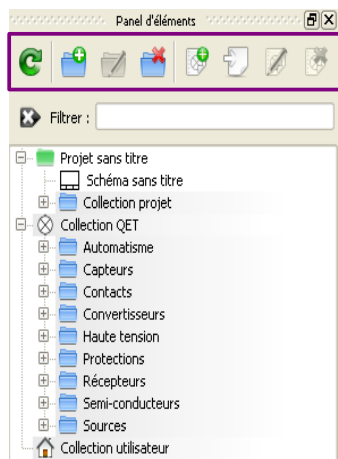 Panel d'éléments
Filtrer :
Projet sans titre
Schéma sans titre
Collection projet
Collection QET
Automatisme
Capteurs
Contacts
Convertisseurs
Haute tension
Protections
Récepteurs
Semi-conducteurs
Sources
Collection utilisateur